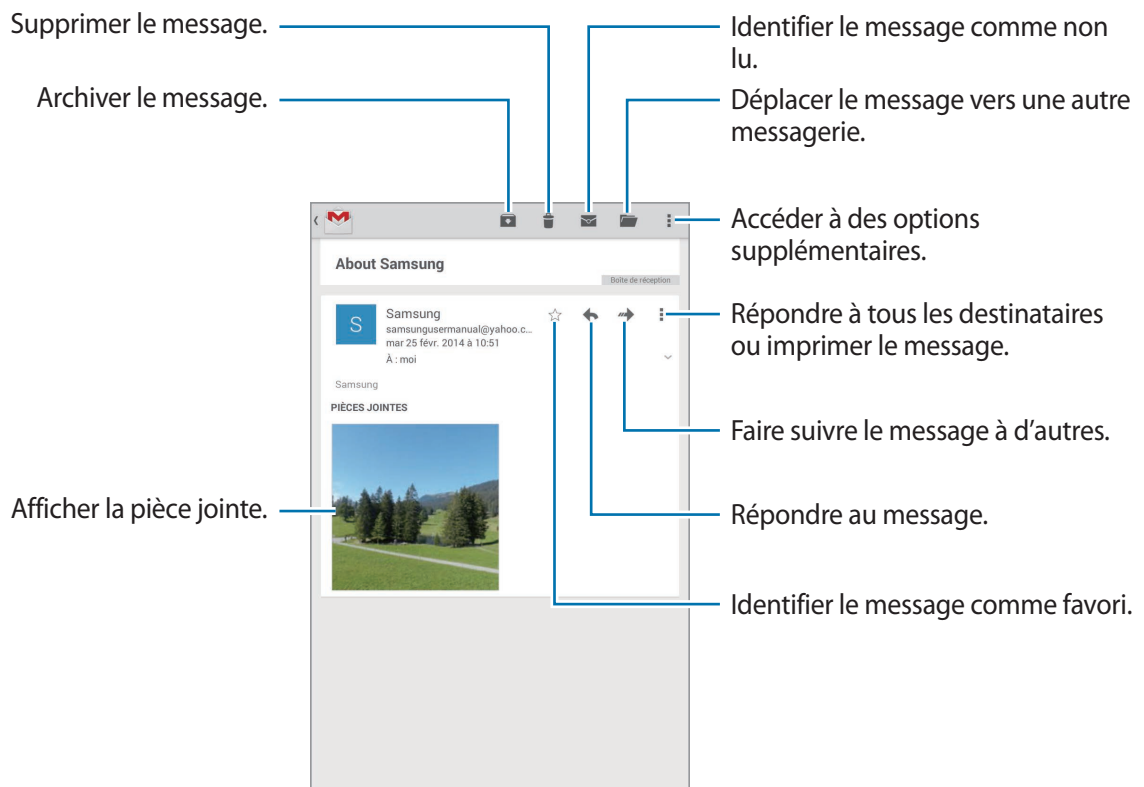 Supprimer le message.
Archiver le message.
Identifier le message comme non
lu.
Déplacer le message vers une autre
messagerie.
Accéder à des options
supplémentaires.
About Samsung
Boîte de réception
S
Samsung
samsungusermanual@yahoo.c...
mar 25 févr. 2014 à 10:51
À : moi
Samsung
PIÈCES JOINTES
Répondre à tous les destinataires
ou imprimer le message.
Faire suivre le message à d'autres.
Afficher la pièce jointe.
Répondre au message.
Identifier le message comme favori.